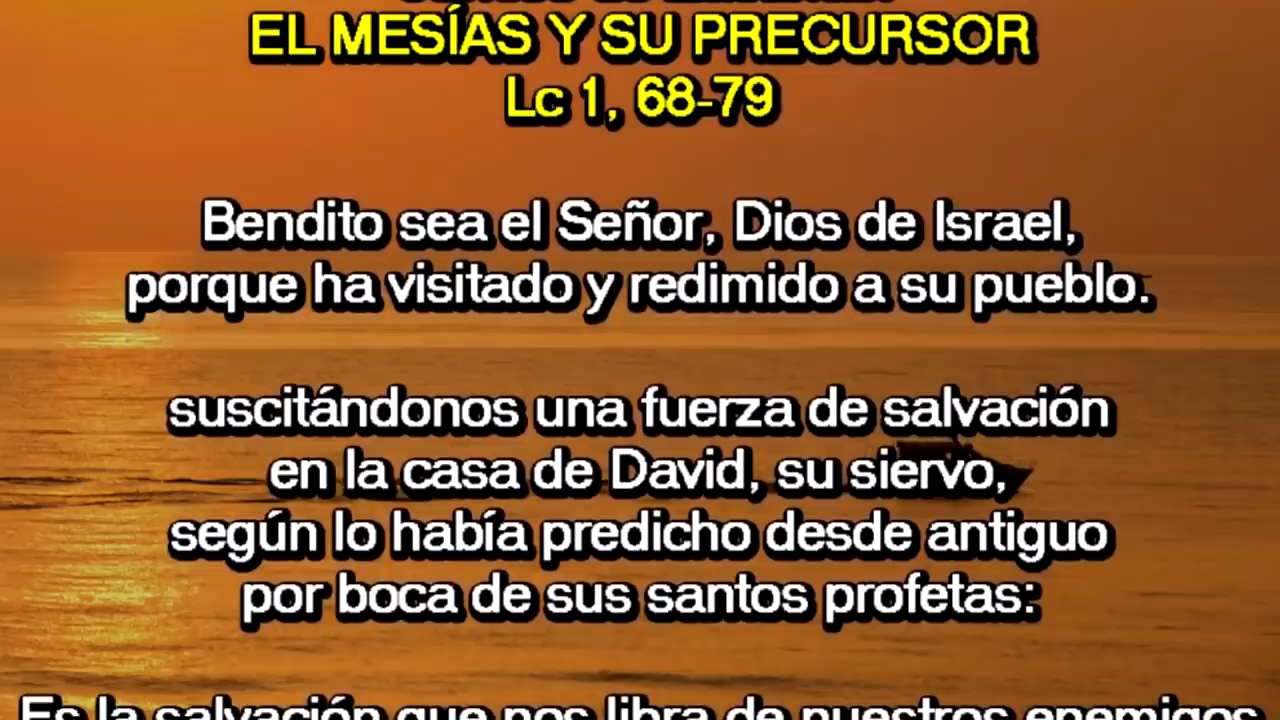 EL MESÍAS Y SU PRECURSOR
Lc 1, 68-79
Bendito sea el Señor, Dios de Israel,
porque ha visitado y redimido a su pueblo.
suscitándonos una fuerza de salvación
en la casa de David, su siervo,
según lo había predicho desde antiguo
por boca de sus santos profetas:
Es la salvación que nos libra de nuestros enemigos